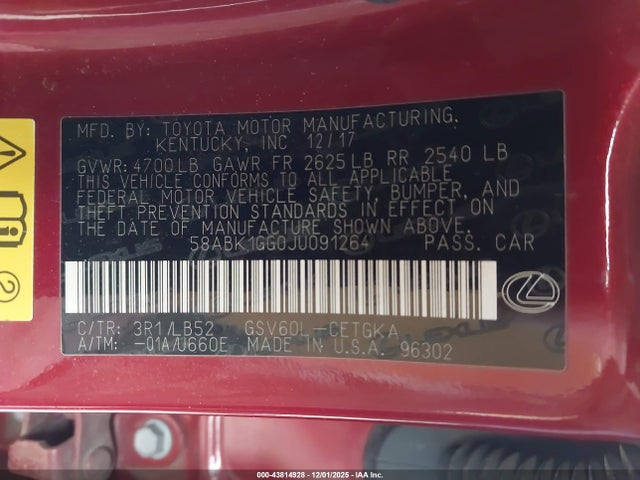 MFD. BY: TOYOTA MOTOR MANUFACTURING,
KENTUCKY, INC 12/17
GVWR: 4700LB GAWR FR 2625LB RR 2540 LB
THIS VEHICLE CONFORMS TO ALL APPLICABLE
FEDERAL MOTOR VEHICLE SAFETY, BUMPER, AND
THEFT PREVENTION STANDARDS IN EFFECT ON
THE DATE OF MANUFACTURE SHOWN ABOVE.
58ABK1GG0JU091264 PASS. CAR
C/TR: 3R1/LB52 GSV60L-CETGKA
A/TM: -01A/U660E MADE IN U.S.A. 96302
2
000-43814928 - 12/01/2025 - IAA Inc.